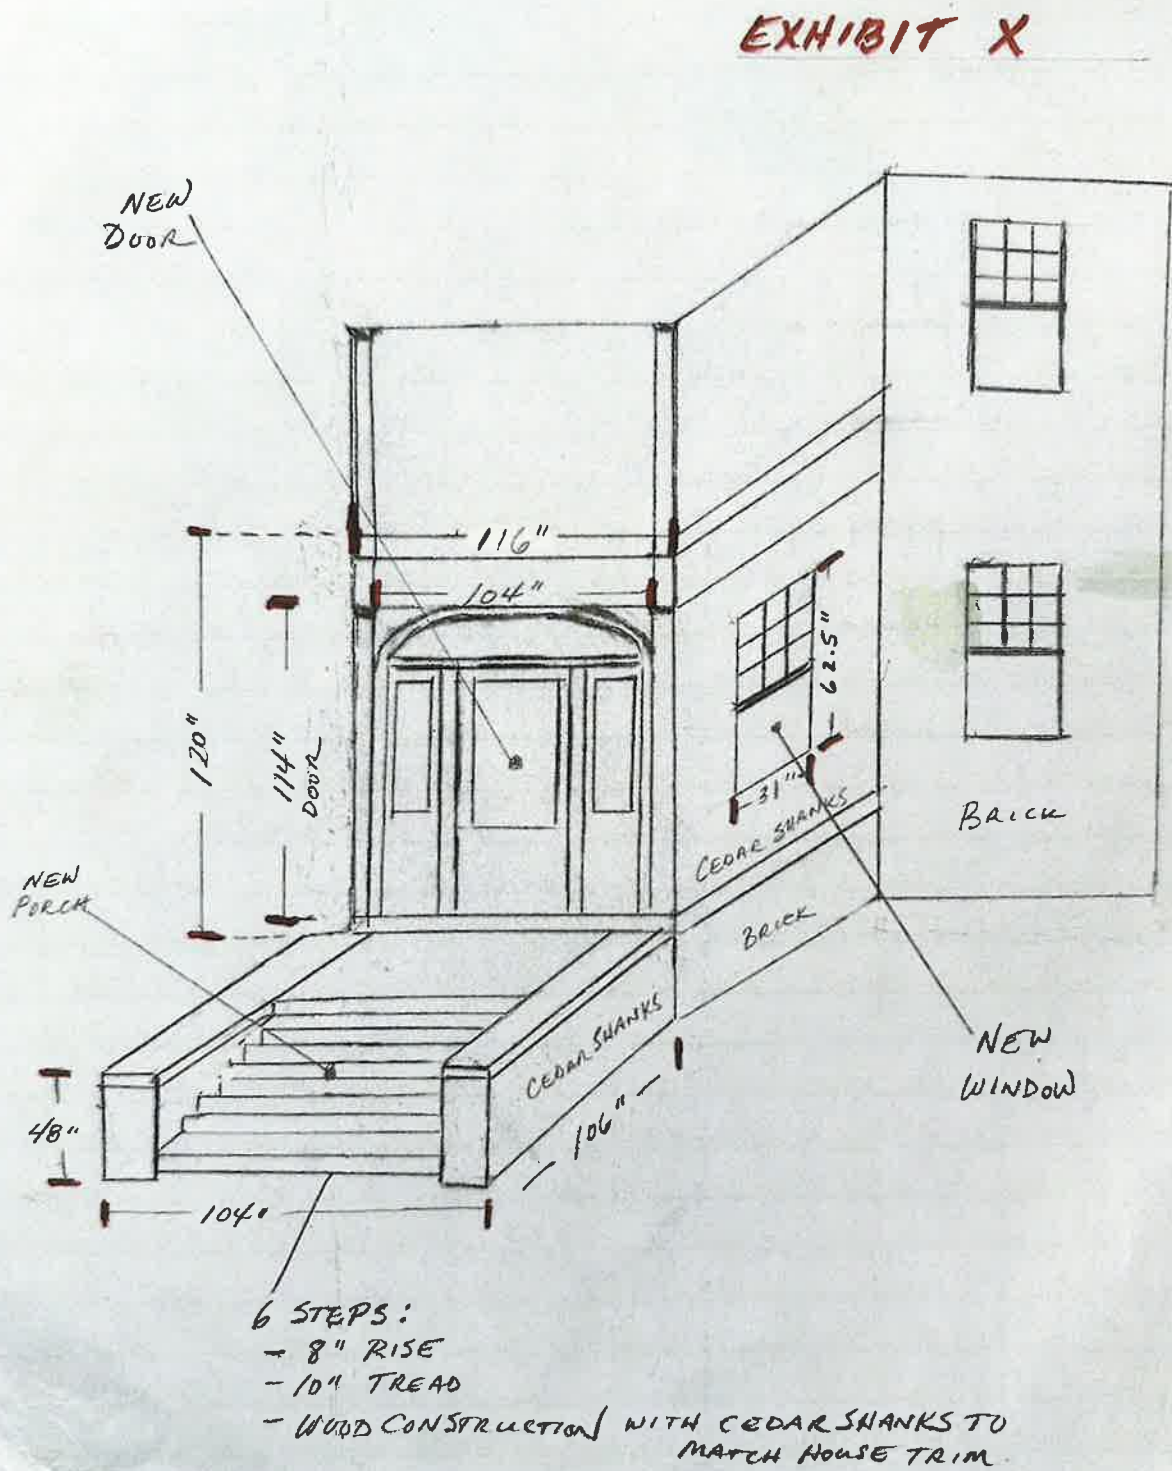 EXHIBIT X
NEW
DOOR
116"
104"
62.5"
120"
114"
DOOR
31"
CEDAR SHANKS
BRICK
NEW
PORCH
BRICK
CEDAR SHANKS
NEW
WINDOW
48"
106"
104"
6 STEPS:
- 8" RISE
- 10" TREAD
- WOOD CONSTRUCTION WITH CEDAR SHANKS TO
MATCH HOUSE TRIM